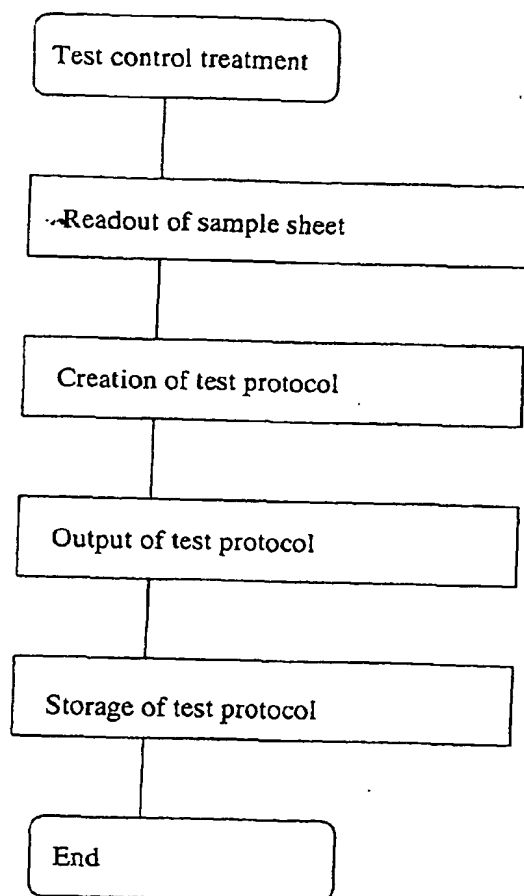 Test control treatment
Readout of sample sheet
Creation of test protocol
Output of test protocol
Storage of test protocol
End